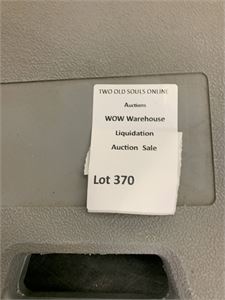 TWO OLD SOULS ONLINE
Auctions
WOW Warehouse
Liquidation
Auction Sale
Lot 370